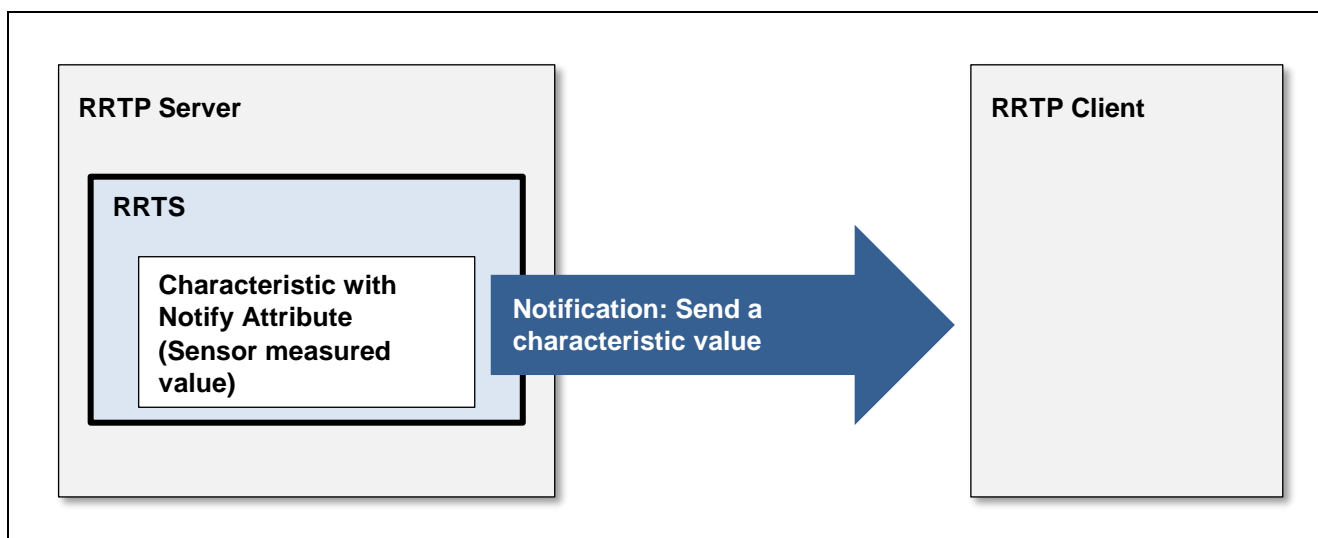 RRTP Server
RRTS
Characteristic with
Notify Attribute
(Sensor measured
value)
Notification: Send a
characteristic value
RRTP Client